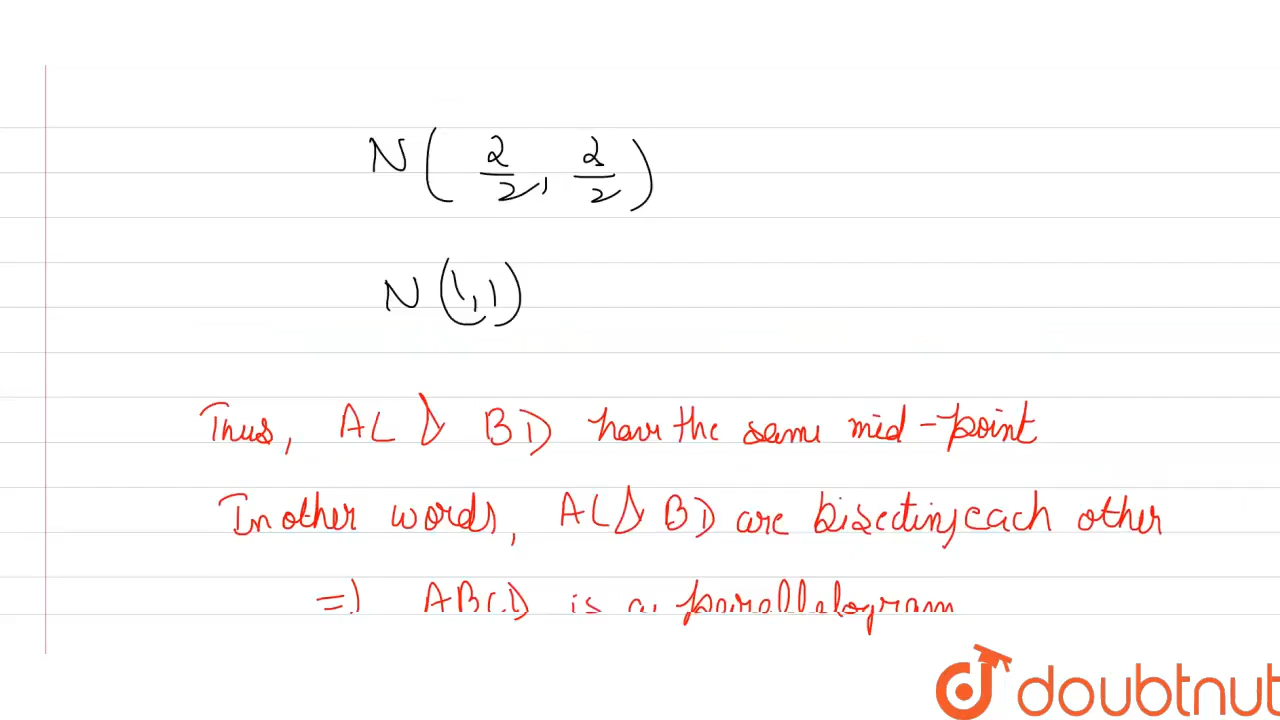 N ( 2/2, 2/2 )
N (1,1)
Thus, AC & BD have the same mid-point
In other words, AC & BD are bisecting each other
=) ABCD is a parallelogram
doubtnut